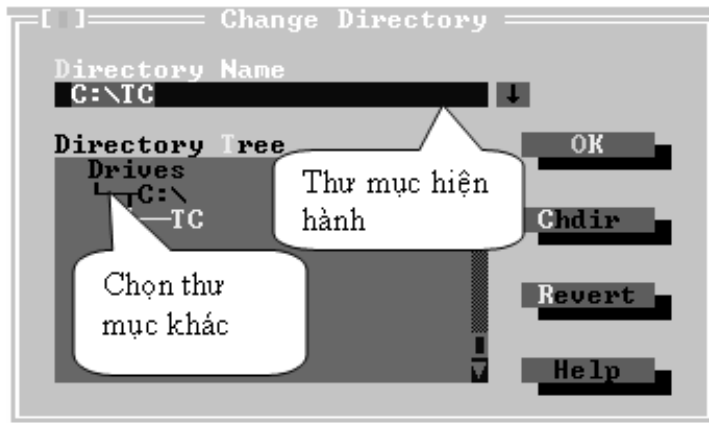 [ ] Change Directory
Directory Name
C:\TC
↓
Directory Tree
OK
Drives
C:\
TC
Thư mục hiện
hành
Chdir
Chọn thư
mục khác
Revert
Help